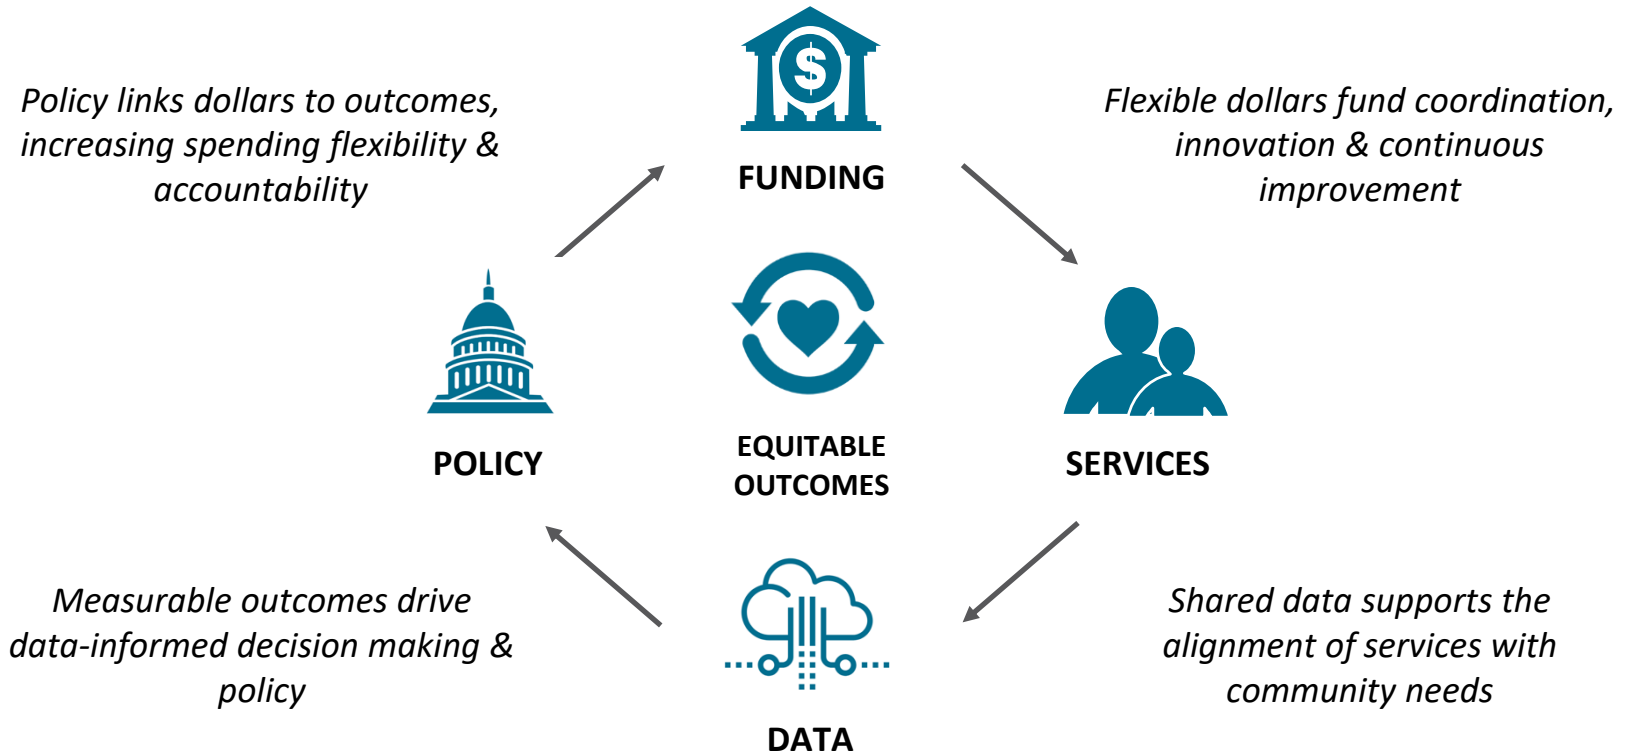 Policy links dollars to outcomes,
increasing spending flexibility &
accountability
$
FUNDING
Flexible dollars fund coordination,
innovation & continuous
improvement
POLICY
EQUITABLE
OUTCOMES
SERVICES
Measurable outcomes drive
data-informed decision making &
policy
DATA
Shared data supports the
alignment of services with
community needs